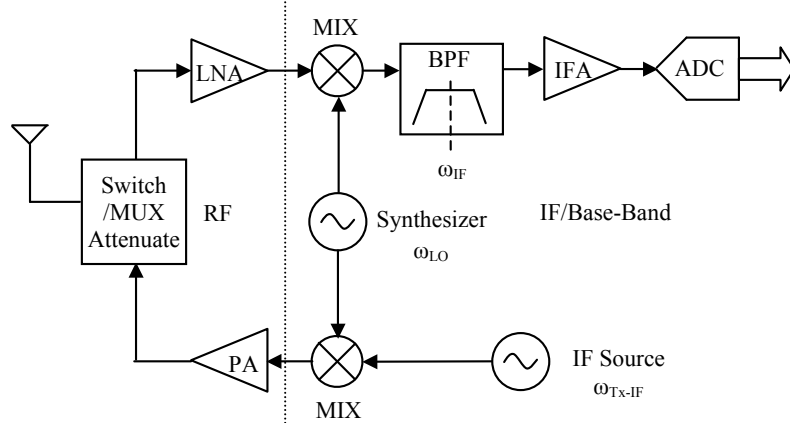 MIX
LNA
BPF
IFA
ADC
ωIF
Switch
/MUX
Attenuate
RF
Synthesizer
ωLO
IF/Base-Band
PA
MIX
IF Source
ωTx-IF